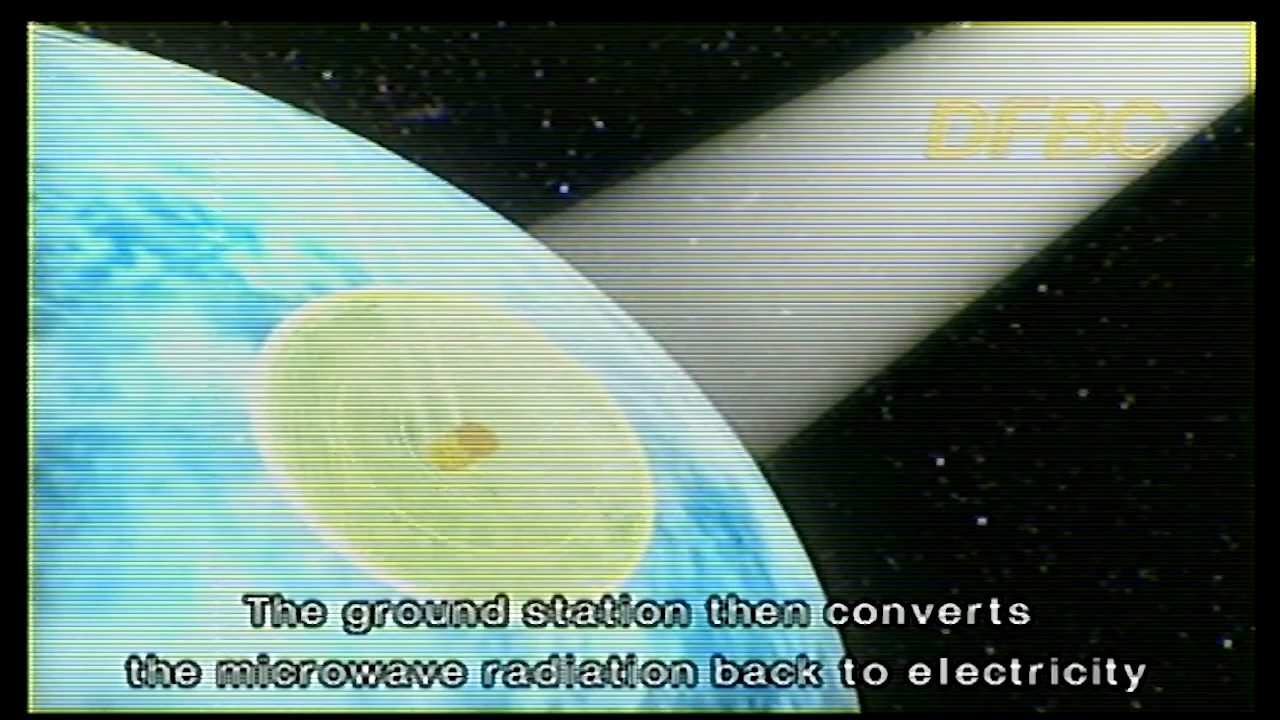 DFBC
The ground station then converts
the microwave radiation back to electricity